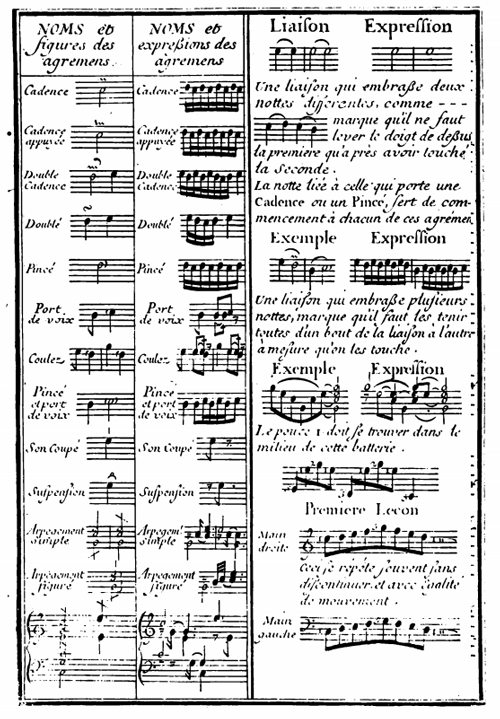 NOMS et
figures des
agremens.
Cadence
Cadence
appuyée
Double
Cadence
Doublé
Pincé
Port
de voix
Coulez
Pincé
et port
de voix
Son Coupé
Suspension
Arpegement
simple
Arpegement
figuré
NOMS et
expreßions des
agremens
Cadence
Cadence
appuyée
Double
Cadence
Doublé
Pincé
Port
de voix
Coulez
Pincé
et port
de voix
Son Coupé
Suspension
Arpegemt
simple
Arpegement
figuré
Liaison Expression
Une liaison qui embraße deux
nottes differentes, comme
marque qu'il ne faut
lever le doigt de deßus
la premiere qu'après avoir touché
la Seconde.
La notte liée à celle qui porte une
Cadence ou un Pincé, sert de com-
mencement à chacun de ces agrémens
Exemple Expression
Une liaison qui embraße plusieurs
nottes, marque qu'il faut les tenir
toutes d'un bout de la liaison à l'autre
à mesure qu'on les touche.
Exemple Expression
Le pouce 1 doit se trouver dans le
milieu de cette batterie.
Premiere Lecon
Main
droite
Ceci se repéte souvent sans
discontinuer et avec égalité
de mouvement.
Main
gauche